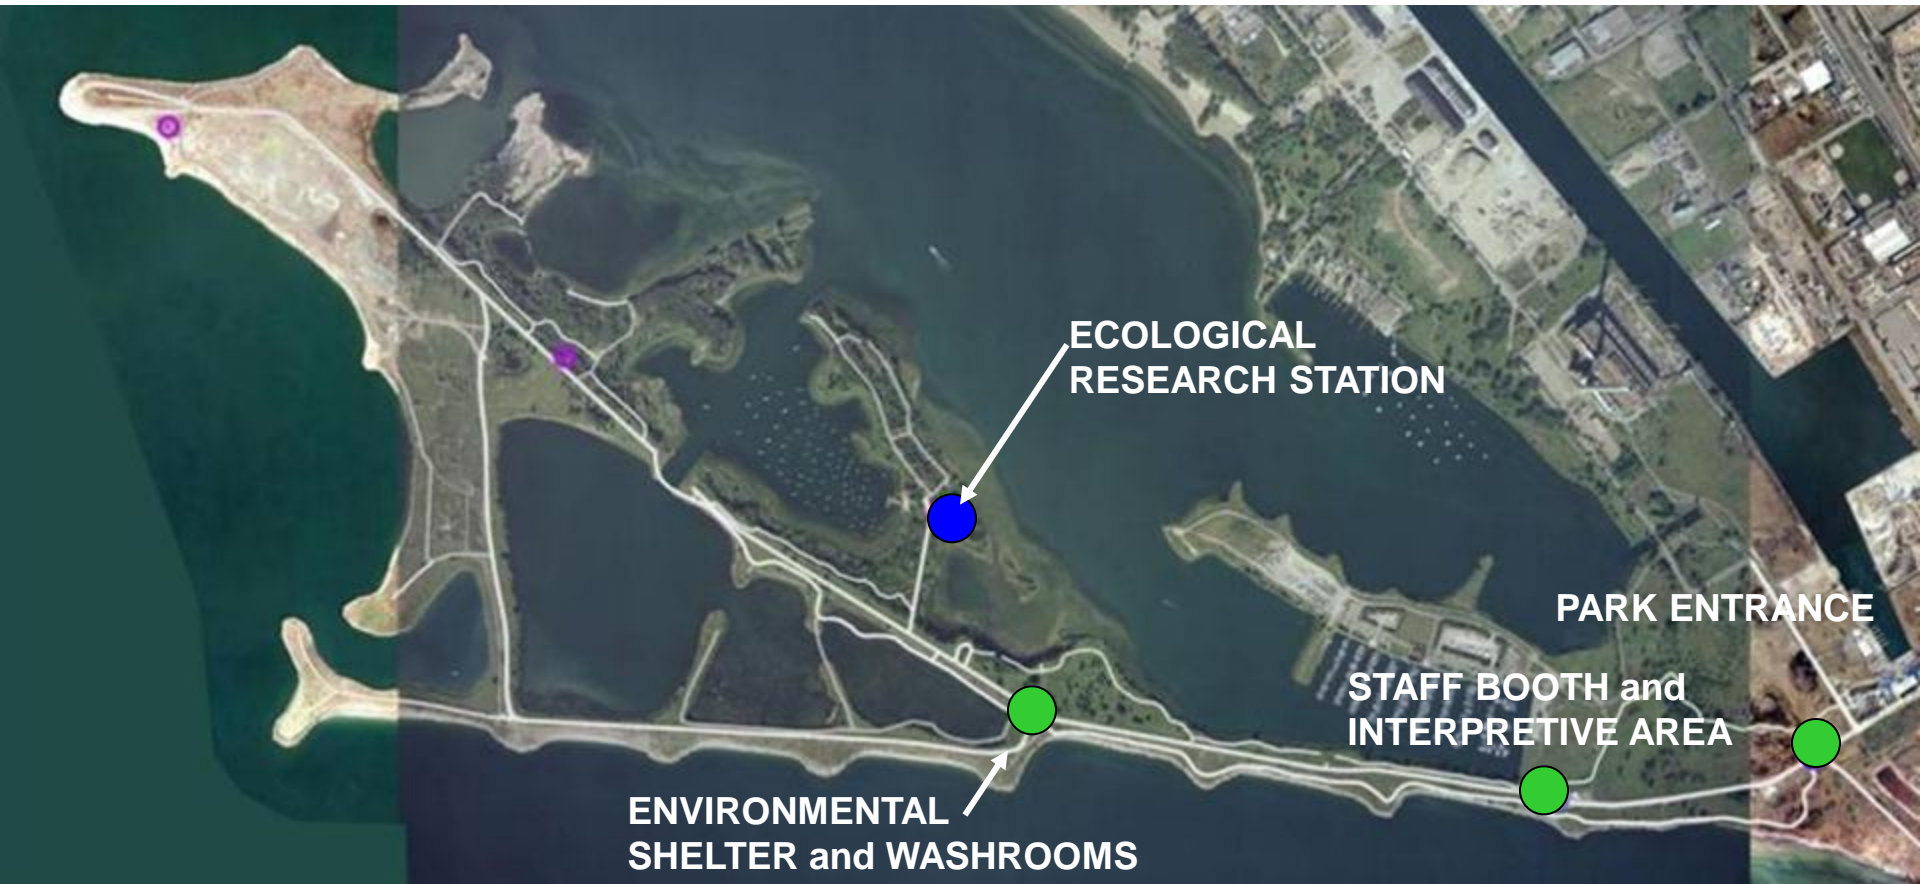 ECOLOGICAL
RESEARCH STATION
PARK ENTRANCE
STAFF BOOTH and
INTERPRETIVE AREA
ENVIRONMENTAL
SHELTER and WASHROOMS